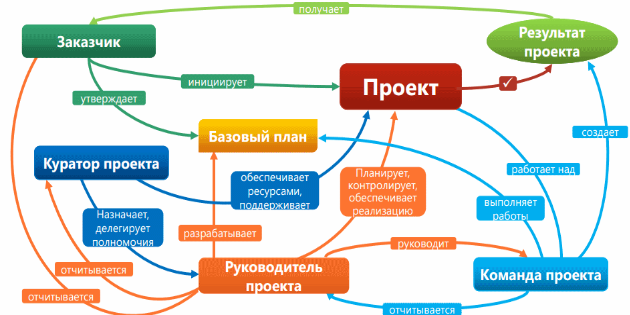 получает
Заказчик
Результат
проекта
инициирует
Проект
утверждает
Базовый план
создает
Куратор проекта
обеспечивает
ресурсами,
поддерживает
Планирует,
контролирует,
обеспечивает
реализацию
работает над
Назначает,
делегирует
полномочия
выполняет
работы
разрабатывает
руководит
отчитывается
Руководитель
проекта
Команда проекта
отчитывается
отчитывается